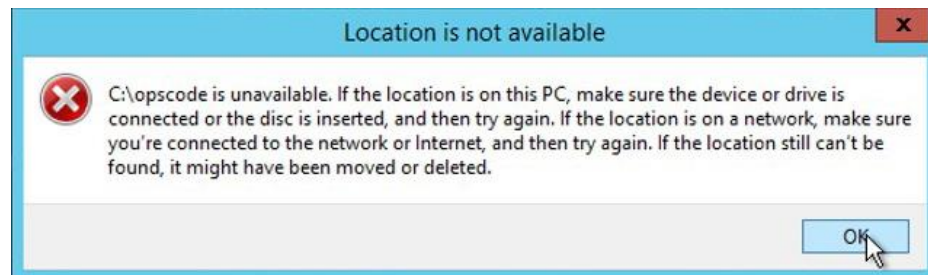 Location is not available
x
C:\opscode is unavailable. If the location is on this PC, make sure the device or drive is
connected or the disc is inserted, and then try again. If the location is on a network, make sure
you're connected to the network or Internet, and then try again. If the location still can't be
found, it might have been moved or deleted.
OK